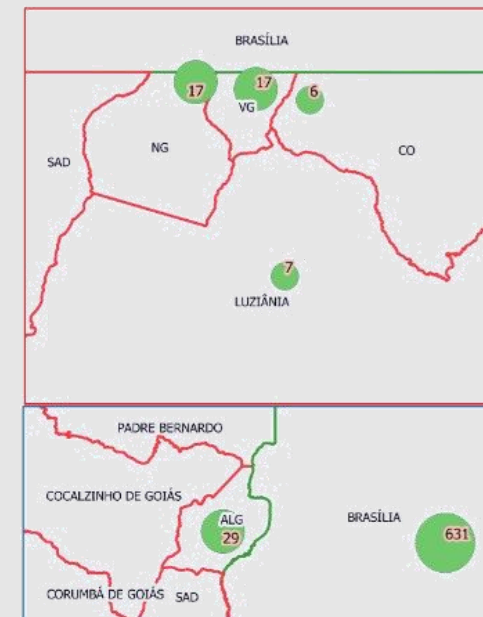 BRASÍLIA
17
17
6
VG
NG
CO
SAD
7
LUZIÂNIA
PADRE BERNARDO
COCALZINHO DE GOIÁS
ALG
BRASÍLIA
29
631
CORUMBÁ DE GOIÁS
SAD